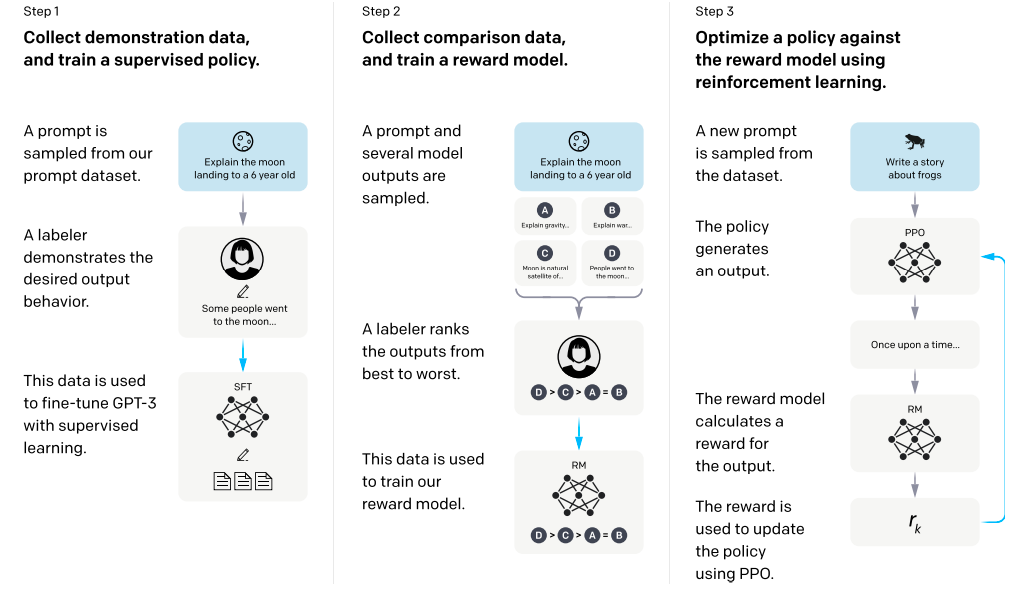 Step 1
Collect demonstration data,
and train a supervised policy.
A prompt is
sampled from our
prompt dataset.
Explain the moon
landing to a 6 year old
A labeler
demonstrates the
desired output
behavior.
Some people went
to the moon...
This data is used
to fine-tune GPT-3
with supervised
learning.
SFT
Step 2
Collect comparison data,
and train a reward model.
A prompt and
several model
outputs are
sampled.
Explain the moon
landing to a 6 year old
A
Explain gravity...
B
Explain war...
C
Moon is natural
satellite of...
D
People went to
the moon...
A labeler ranks
the outputs from
best to worst.
D > C > A = B
This data is used
to train our
reward model.
RM
D > C > A = B
Step 3
Optimize a policy against
the reward model using
reinforcement learning.
A new prompt
is sampled from
the dataset.
Write a story
about frogs
The policy
generates
an output.
PPO
Once upon a time...
The reward model
calculates a
reward for
the output.
RM
The reward is
used to update
the policy
using PPO.
r_k